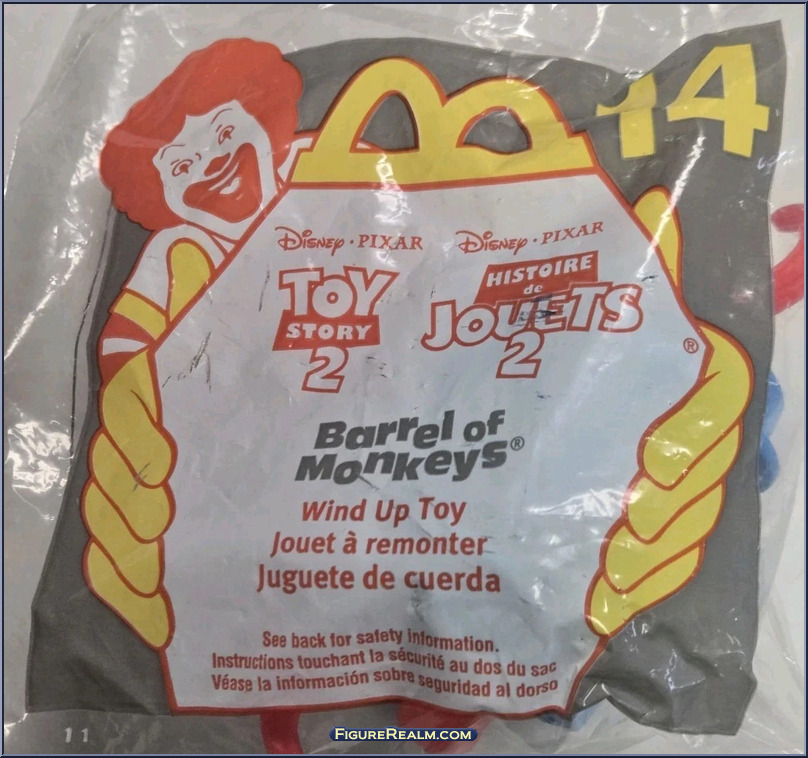 14
Disney · PIXAR
TOY
STORY
2
Disney · PIXAR
HISTOIRE
de
JOUETS
2
®
Barrel of
Monkeys®
Wind Up Toy
Jouet à remonter
Juguete de cuerda
See back for safety information.
Instructions touchant la sécurité au dos du sac
Véase la información sobre seguridad al dorso
11
FIGUREREALM.COM